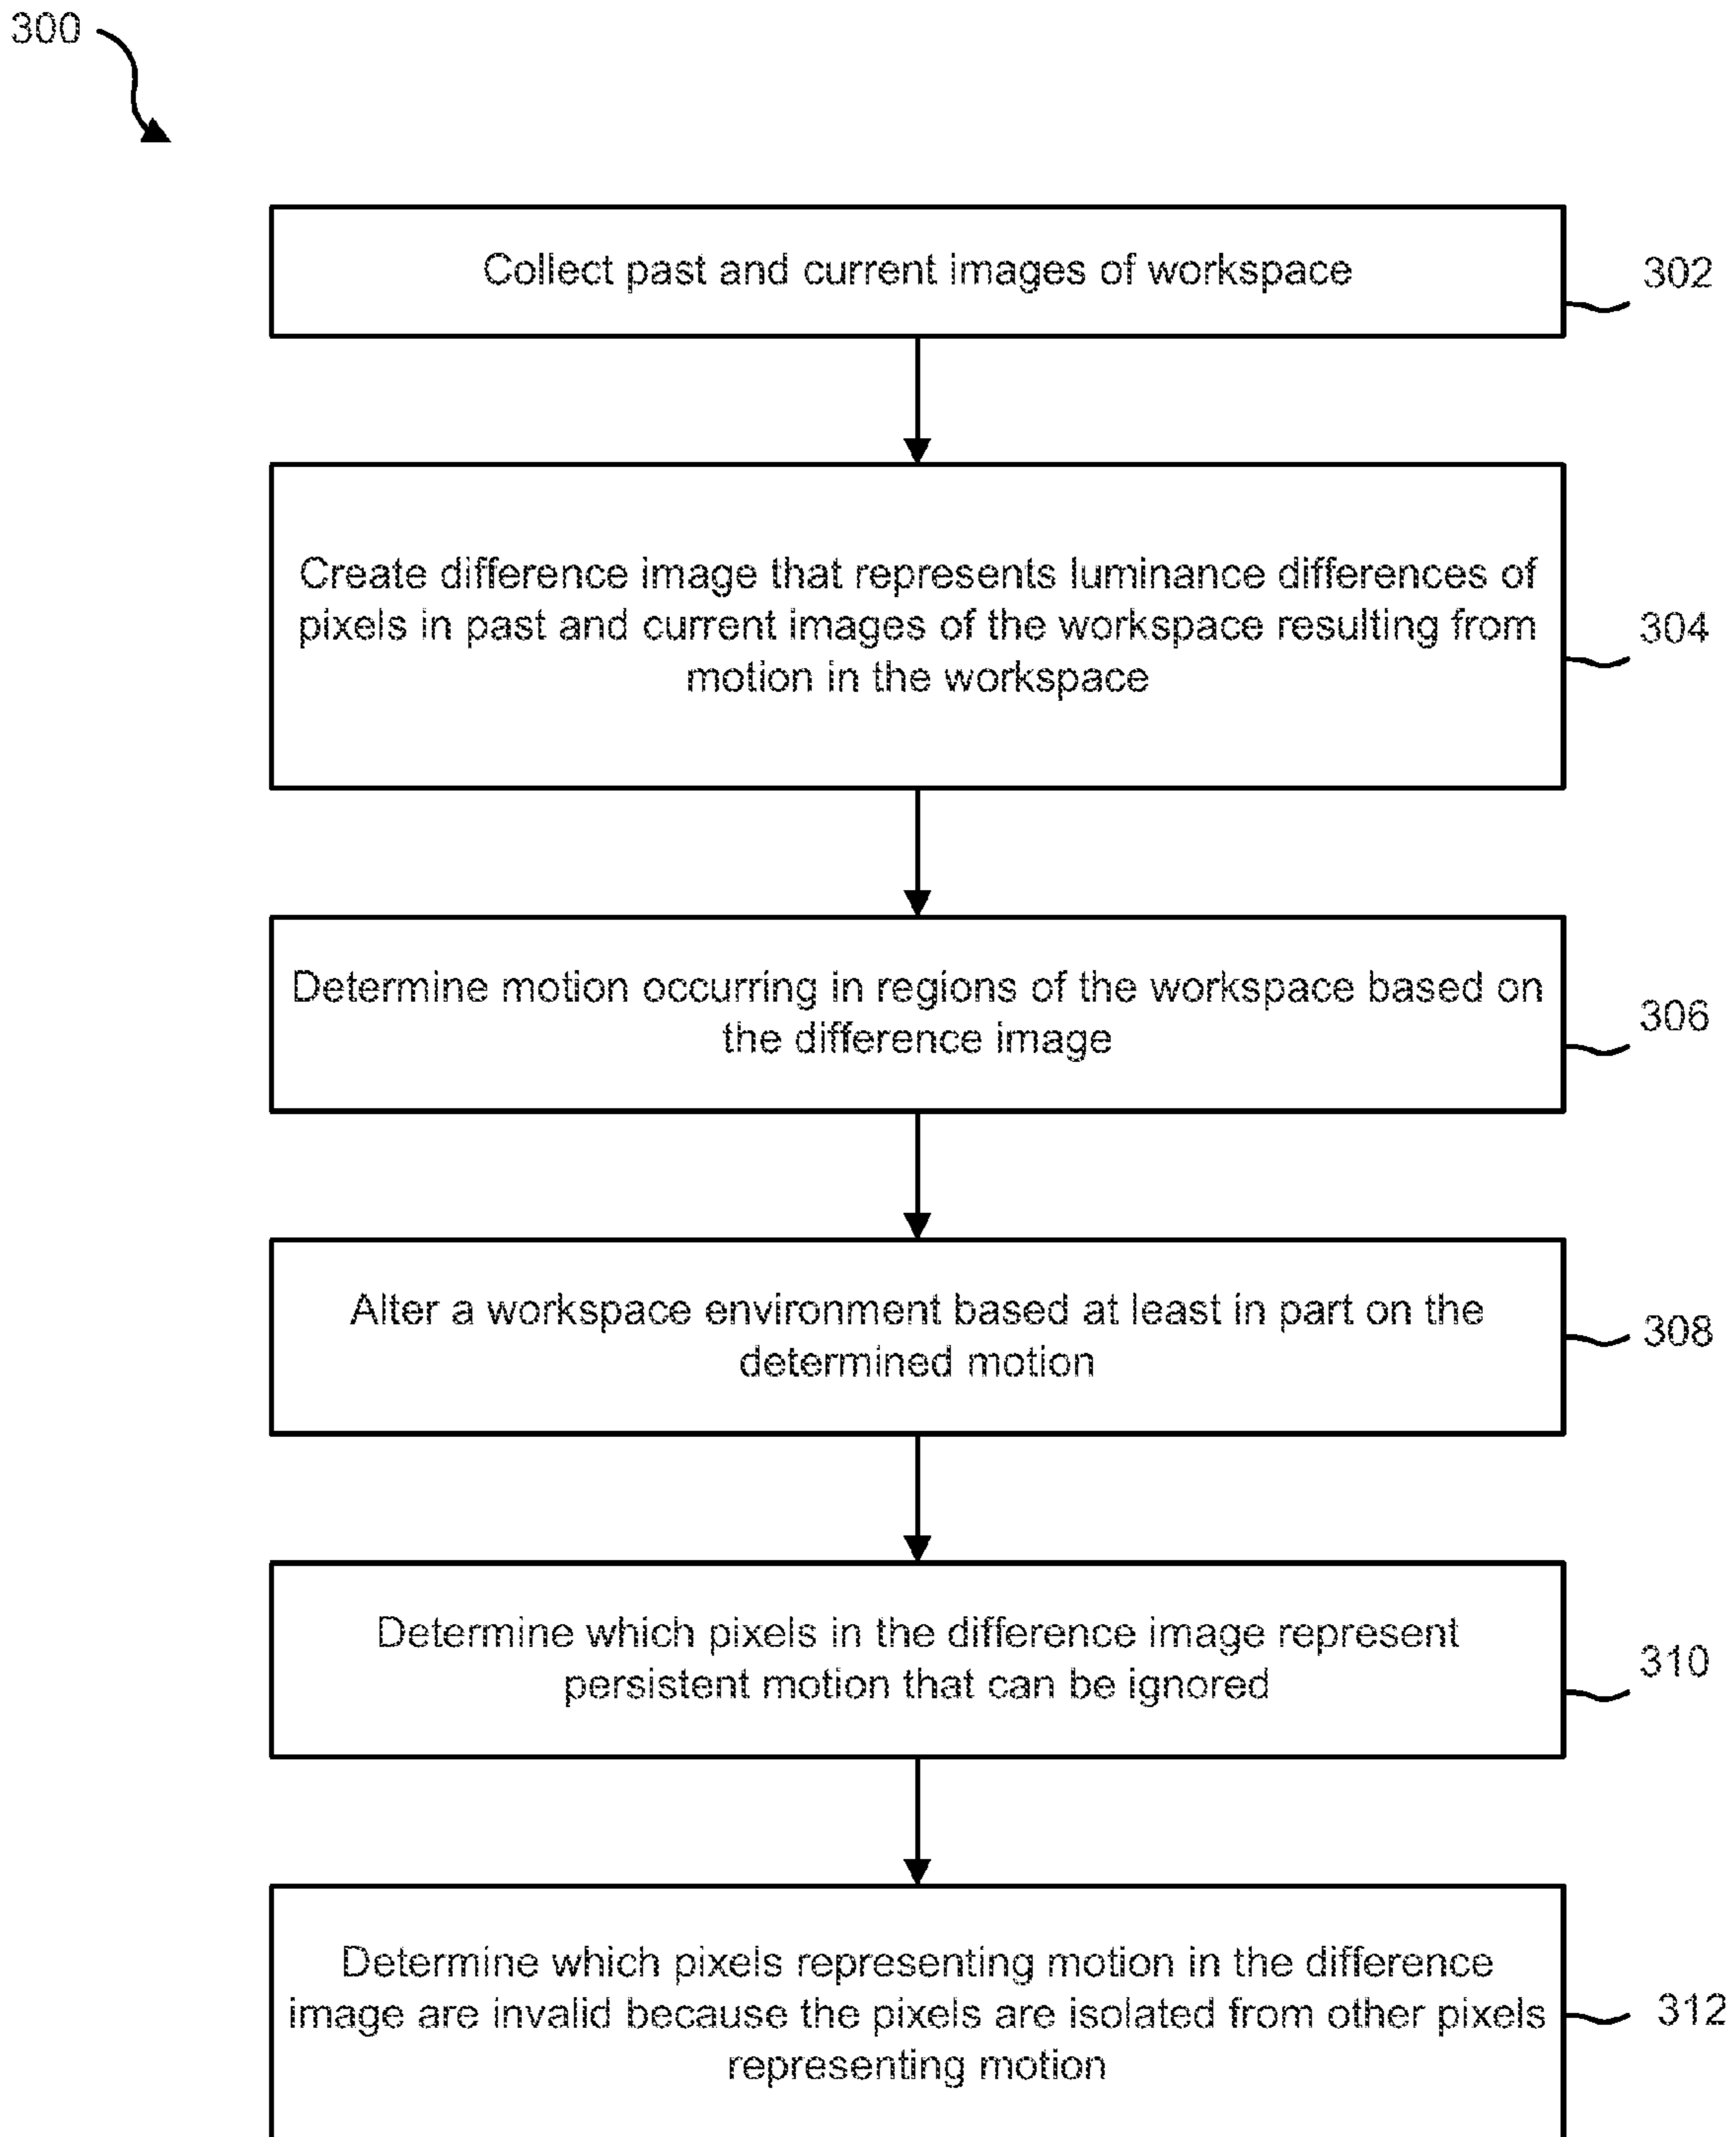 300
Collect past and current images of workspace
302
Create difference image that represents luminance differences of
pixels in past and current images of the workspace resulting from
motion in the workspace
304
Determine motion occurring in regions of the workspace based on
the difference image
306
Alter a workspace environment based at least in part on the
determined motion
308
Determine which pixels in the difference image represent
persistent motion that can be ignored
310
Determine which pixels representing motion in the difference
image are invalid because the pixels are isolated from other pixels
representing motion
312